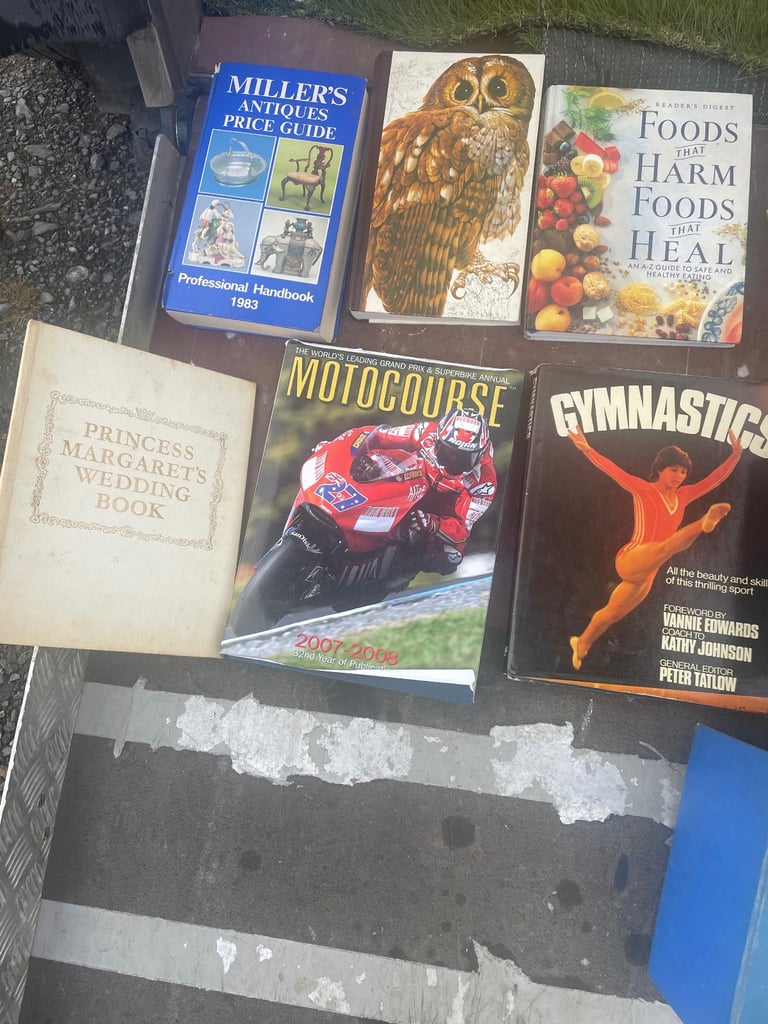 MILLER'S
ANTIQUES
PRICE GUIDE
Professional Handbook
1983
READER'S DIGEST
FOODS
THAT
HARM
FOODS
THAT
HEAL
AN A-Z GUIDE TO SAFE AND
HEALTHY EATING
PRINCESS
MARGARET'S
WEDDING
BOOK
THE WORLD'S LEADING GRAND PRIX & SUPERBIKE ANNUAL
MOTOCOURSE
27
2007-2008
32nd Year of Publication
GYMNASTICS
All the beauty and skill
of this thrilling sport
FOREWORD BY
VANNIE EDWARDS
COACH TO
KATHY JOHNSON
GENERAL EDITOR
PETER TATLOW